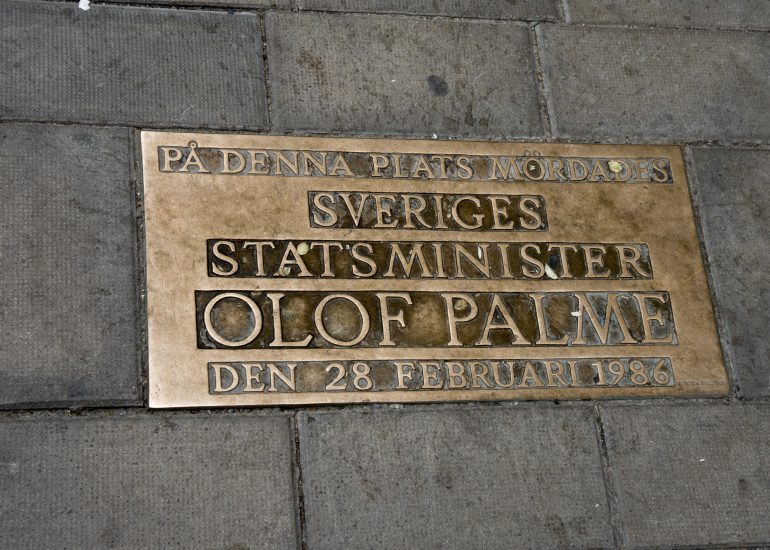 PÅ DENNA PLATS MÖRDADES
SVERIGES
STATSMINISTER
OLOF PALME
DEN 28 FEBRUARI 1986